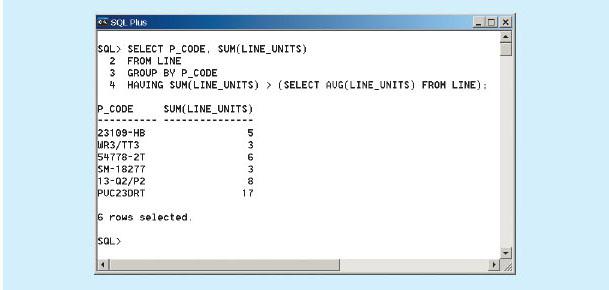 SQL Plus
SQL> SELECT P_CODE, SUM(LINE_UNITS)
2 FROM LINE
3 GROUP BY P_CODE
4 HAVING SUM(LINE_UNITS) > (SELECT AVG(LINE_UNITS) FROM LINE);
P_CODE SUM(LINE_UNITS)
---------- ---------------
23109-HB 5
WR3/TT3 3
54778-2T 6
SM-18277 3
13-Q2/P2 8
PVC23DRT 17
6 rows selected.
SQL>